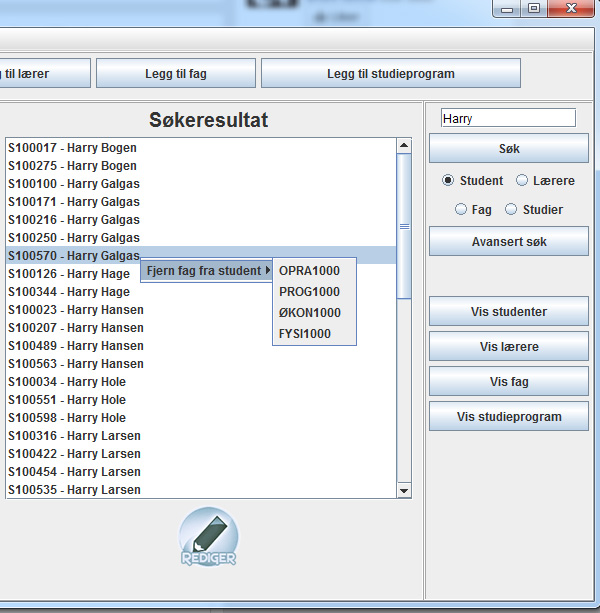 til lærer
Legg til fag
Legg til studieprogram
Søkeresultat
S100017 - Harry Bogen
S100275 - Harry Bogen
S100100 - Harry Galgas
S100171 - Harry Galgas
S100216 - Harry Galgas
S100250 - Harry Galgas
S100570 - Harry Galgas
S100126 - Harry Hage
S100344 - Harry Hage
S100023 - Harry Hansen
S100207 - Harry Hansen
S100489 - Harry Hansen
S100563 - Harry Hansen
S100034 - Harry Hole
S100551 - Harry Hole
S100598 - Harry Hole
S100316 - Harry Larsen
S100422 - Harry Larsen
S100454 - Harry Larsen
S100535 - Harry Larsen
Fjern fag fra student
OPRA1000
PROG1000
ØKON1000
FYSI1000
REDIGER
Harry
Søk
Student
Lærere
Fag
Studier
Avansert søk
Vis studenter
Vis lærere
Vis fag
Vis studieprogram